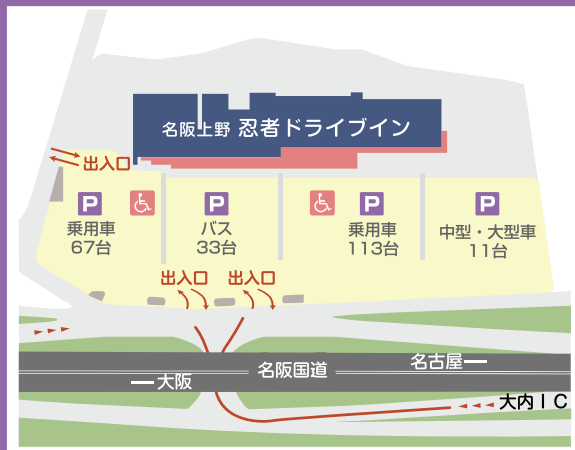 名阪上野 忍者ドライブイン
出入口
P
乗用車
67台
P
バス
33台
P
乗用車
113台
P
中型・大型車
11台
出入口
出入口
名古屋
名阪国道
大阪
大内IC